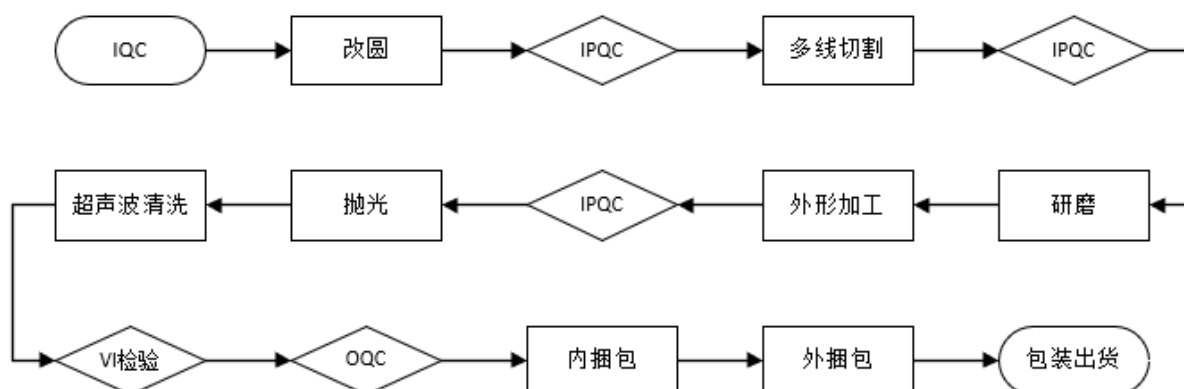 IQC
改圆
IPQC
多线切割
IPQC
研磨
外形加工
IPQC
抛光
超声波清洗
VI检验
OQC
内捆包
外捆包
包装出货